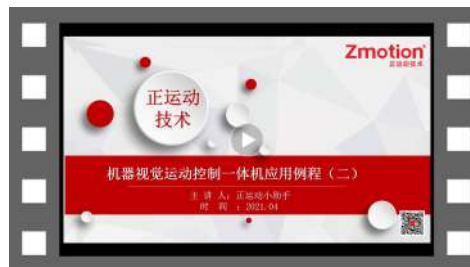 Zmotion
正运动技术
正运动
技术
机器视觉运动控制一体机应用例程（二）
主 讲 人：正运动小助手
时    间 ：2021.04